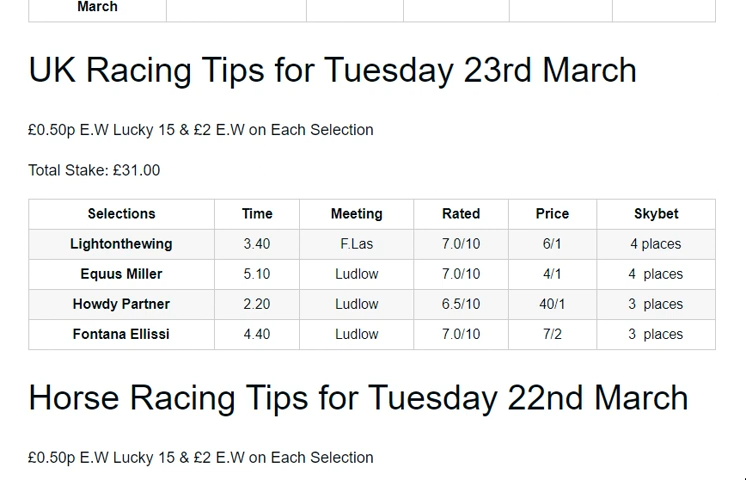 March
UK Racing Tips for Tuesday 23rd March
£0.50p E.W Lucky 15 & £2 E.W on Each Selection
Total Stake: £31.00
Selections Time Meeting Rated Price Skybet
Lightonthewing 3.40 F.Las 7.0/10 6/1 4 places
Equus Miller 5.10 Ludlow 7.0/10 4/1 4 places
Howdy Partner 2.20 Ludlow 6.5/10 40/1 3 places
Fontana Ellissi 4.40 Ludlow 7.0/10 7/2 3 places
Horse Racing Tips for Tuesday 22nd March
£0.50p E.W Lucky 15 & £2 E.W on Each Selection